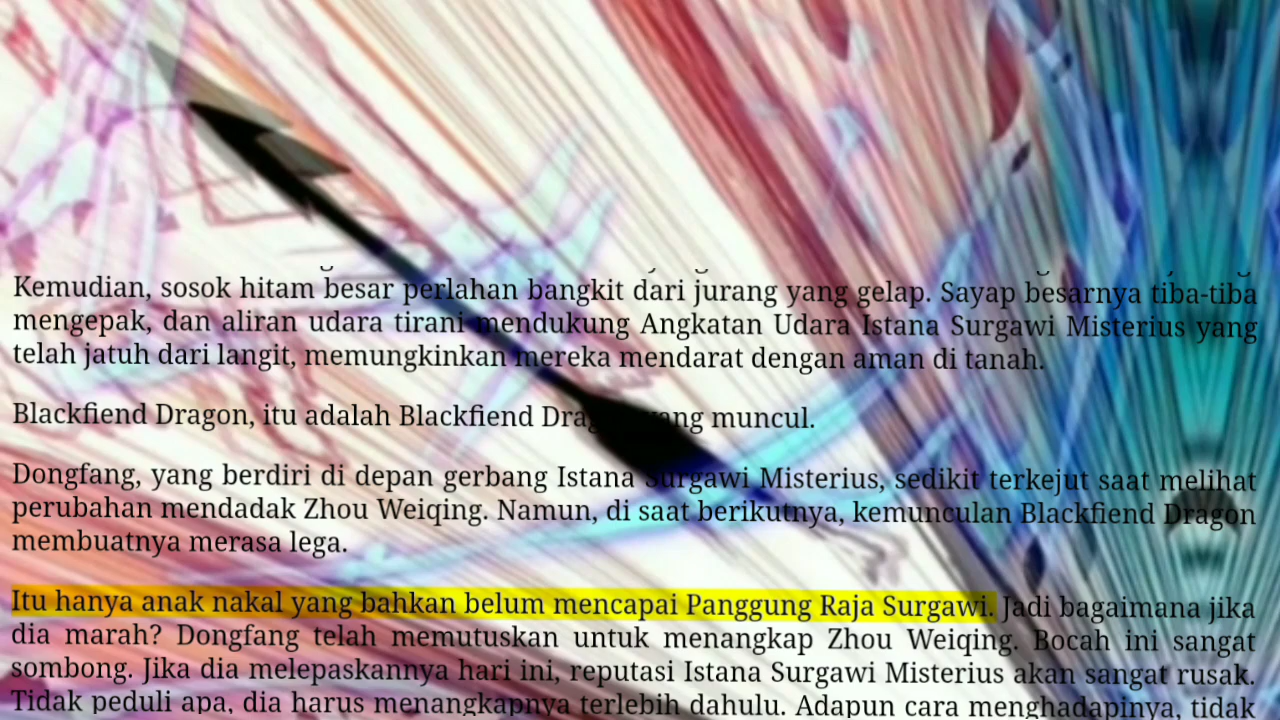 Kemudian, sosok hitam besar perlahan bangkit dari jurang yang gelap. Sayap besarnya tiba-tiba
mengepak, dan aliran udara tirani mendukung Angkatan Udara Istana Surgawi Misterius yang
telah jatuh dari langit, memungkinkan mereka mendarat dengan aman di tanah.
Blackfiend Dragon, itu adalah Blackfiend Dragon yang muncul.
Dongfang, yang berdiri di depan gerbang Istana Surgawi Misterius, sedikit terkejut saat melihat
perubahan mendadak Zhou Weiqing. Namun, di saat berikutnya, kemunculan Blackfiend Dragon
membuatnya merasa lega.
Itu hanya anak nakal yang bahkan belum mencapai Panggung Raja Surgawi. Jadi bagaimana jika
dia marah? Dongfang telah memutuskan untuk menangkap Zhou Weiqing. Bocah ini sangat
sombong. Jika dia melepaskannya hari ini, reputasi Istana Surgawi Misterius akan sangat rusak.
Tidak peduli apa, dia harus menangkapnya terlebih dahulu. Adapun cara menghadapinya, tidak